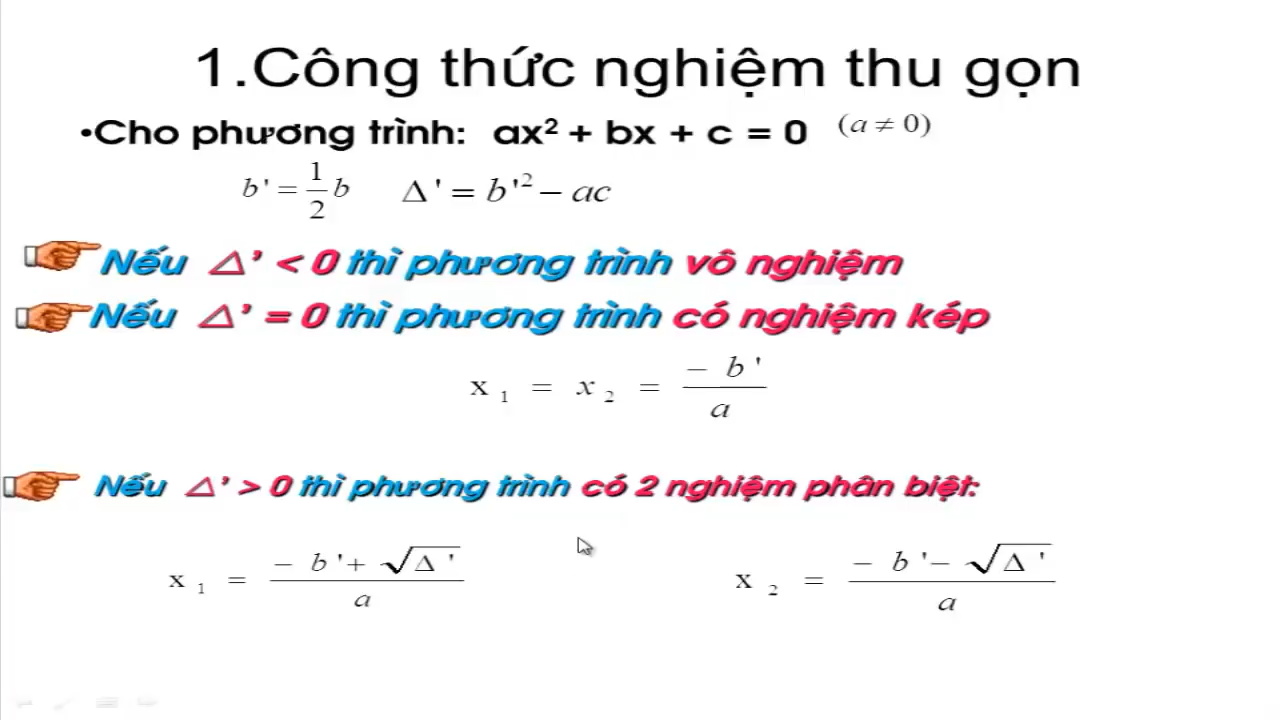 1.Công thức nghiệm thu gọn
•Cho phương trình: ax² + bx + c = 0 (a ≠ 0)
b' = 1/2 b Δ' = b'² − ac
Nếu △' < 0 thì phương trình vô nghiệm
Nếu △' = 0 thì phương trình có nghiệm kép
x₁ = x₂ = − b' / a
Nếu △' > 0 thì phương trình có 2 nghiệm phân biệt:
x₁ = (− b' + √Δ') / a x₂ = (− b' − √Δ') / a